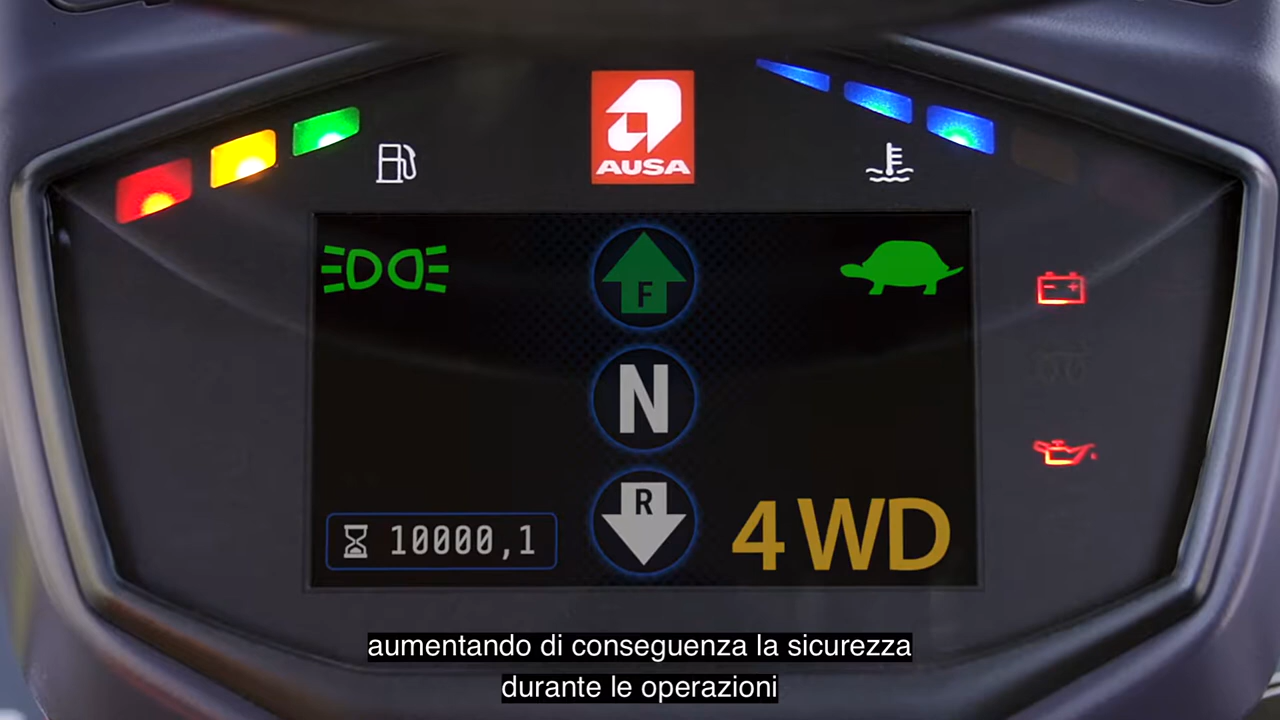 AUSA
F
N
R
10000,1
4WD
aumentando di conseguenza la sicurezza
durante le operazioni